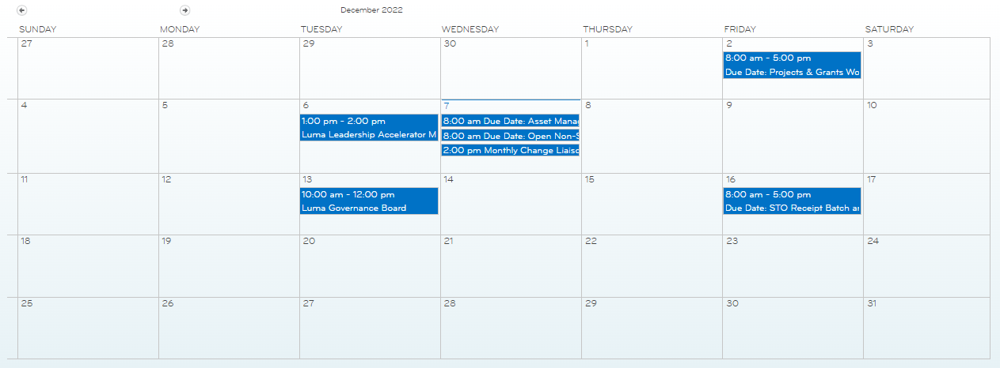 December 2022
SUNDAY MONDAY TUESDAY WEDNESDAY THURSDAY FRIDAY SATURDAY
27 28 29 30 1 2 3
8:00 am - 5:00 pm
Due Date: Projects & Grants Wo
4 5 6 7 8 9 10
1:00 pm - 2:00 pm
Luma Leadership Accelerator M
8:00 am Due Date: Asset Manag
8:00 am Due Date: Open Non-S
2:00 pm Monthly Change Liaiso
11 12 13 14 15 16 17
10:00 am - 12:00 pm
Luma Governance Board
8:00 am - 5:00 pm
Due Date: STO Receipt Batch ar
18 19 20 21 22 23 24
25 26 27 28 29 30 31